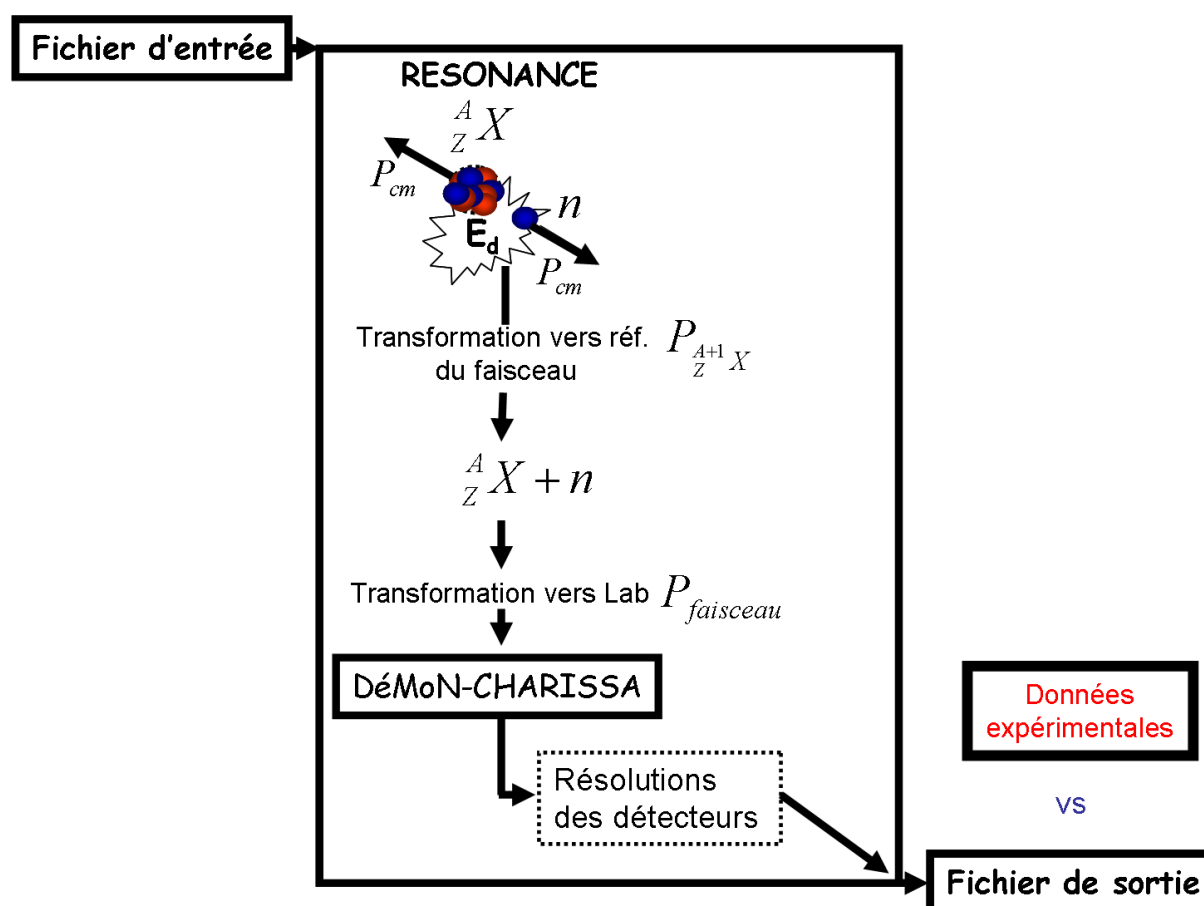 Fichier d'entrée
RESONANCE
A
Z X
P cm
n
E d
P cm
Transformation vers réf.
du faisceau
P A+1 Z X
A
Z X + n
Transformation vers Lab P faisceau
DéMoN-CHARISSA
Résolutions
des détecteurs
Données
expérimentales
vs
Fichier de sortie